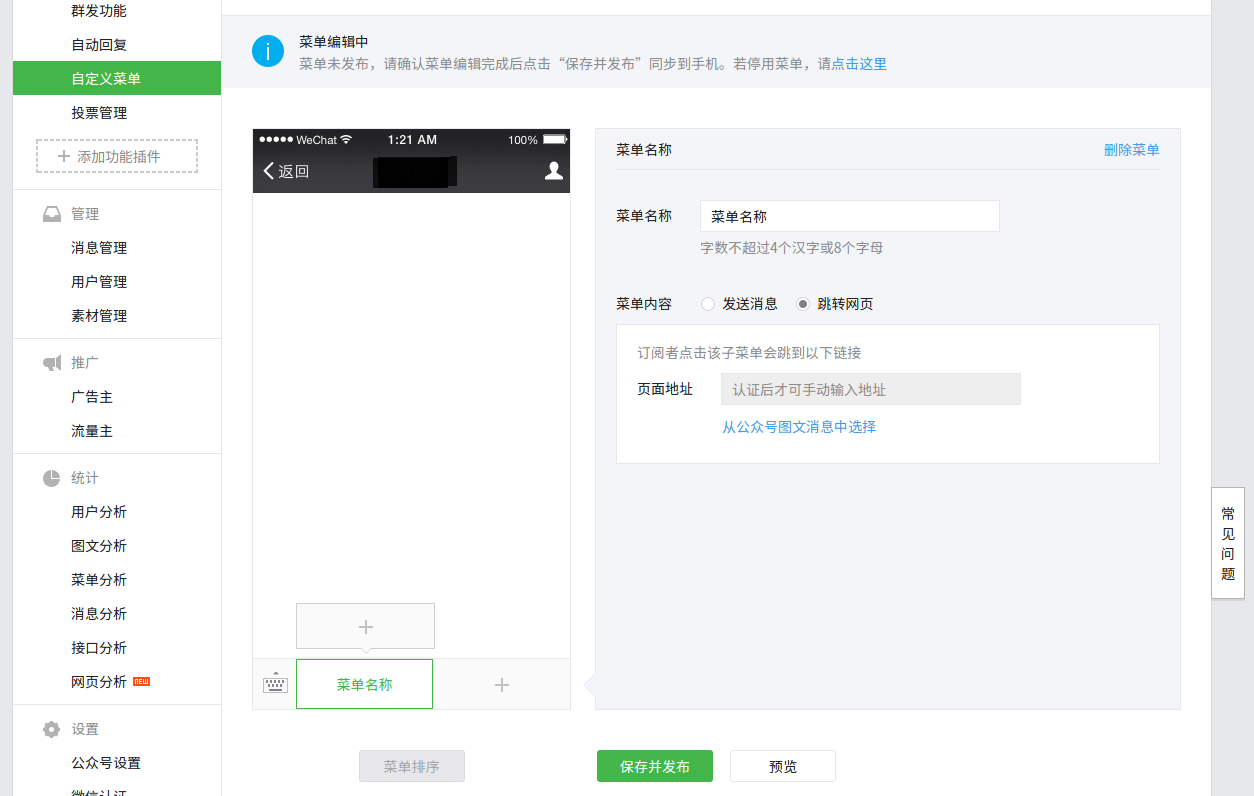 群发功能
自动回复
自定义菜单
投票管理
添加功能插件
管理
消息管理
用户管理
素材管理
推广
广告主
流量主
统计
用户分析
图文分析
菜单分析
消息分析
接口分析
网页分析 NEW
设置
公众号设置
微信认证
菜单编辑中
菜单未发布，请确认菜单编辑完成后点击“保存并发布”同步到手机。若停用菜单，请点击这里
WeChat 1:21 AM 100%
返回
菜单名称
菜单名称 删除菜单
菜单名称 菜单名称
字数不超过4个汉字或8个字母
菜单内容 发送消息 跳转网页
订阅者点击该子菜单会跳到以下链接
页面地址 认证后才可手动输入地址
从公众号图文消息中选择
菜单排序 保存并发布 预览
常见问题